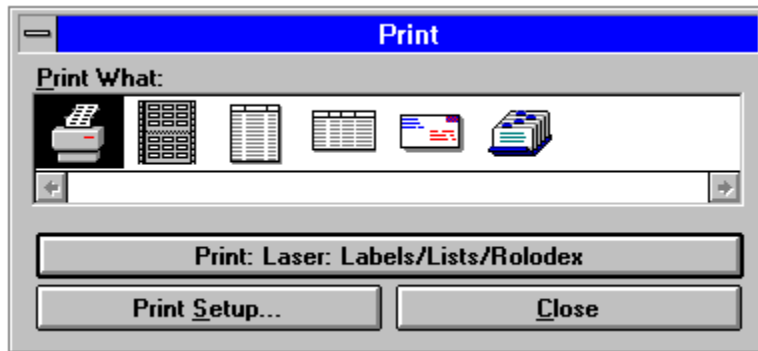 Print
Print What:
Print: Laser: Labels/Lists/Rolodex
Print Setup...
Close